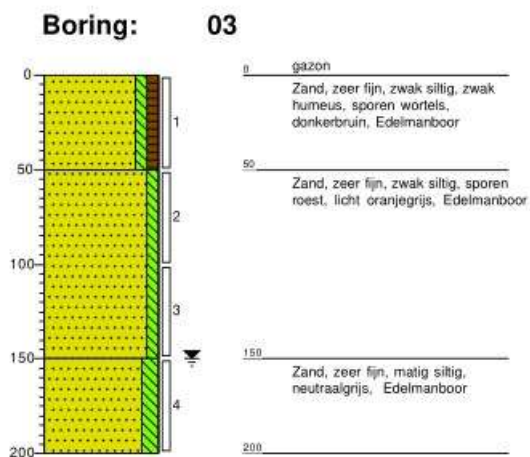 Boring: 03
0
50
100
150
200
1
2
3
4
0 gazon
Zand, zeer fijn, zwak siltig, zwak
humeus, sporen wortels,
donkerbruin, Edelmanboor
50
Zand, zeer fijn, zwak siltig, sporen
roest, licht oranjegrijs, Edelmanboor
150
Zand, zeer fijn, matig siltig,
neutraalgrijs, Edelmanboor
200